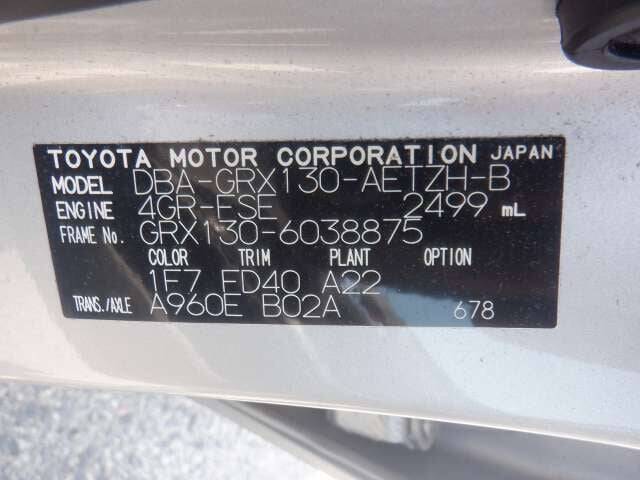 TOYOTA MOTOR CORPORATION JAPAN
MODEL DBA-GRX130-AETZH-B
ENGINE 4GR-FSE 2499 mL
FRAME No. GRX130-6038875
COLOR TRIM PLANT OPTION
1F7 FD40 A22
TRANS./AXLE A960E B02A 678